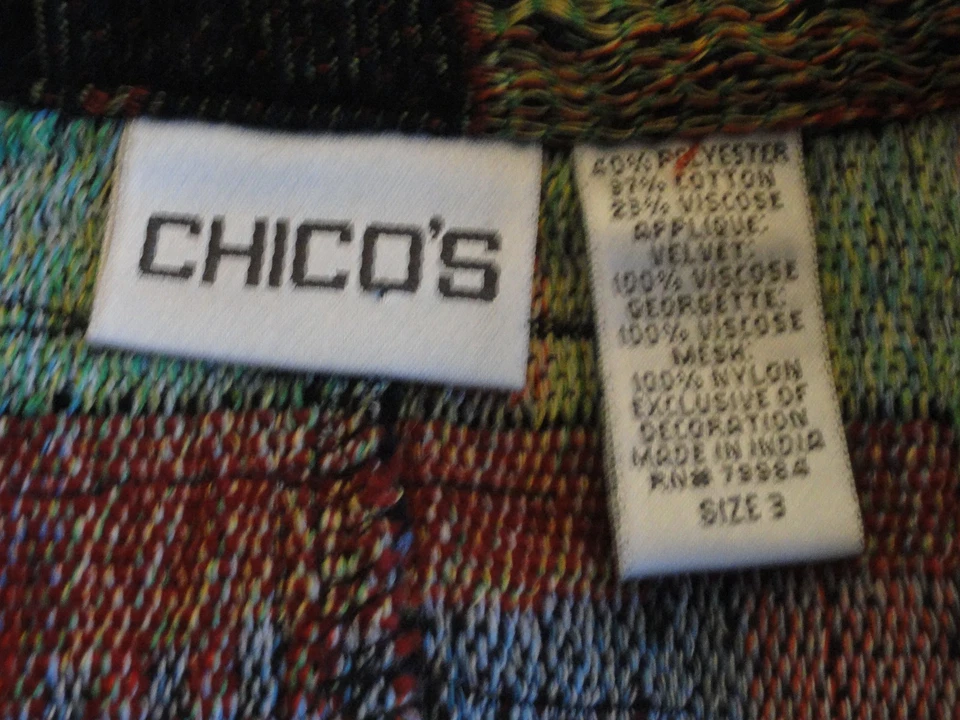 CHICO'S
40% POLYESTER
37% COTTON
23% VISCOSE
APPLIQUE:
VELVET:
100% VISCOSE
GEORGETTE:
100% VISCOSE
MESH:
100% NYLON
EXCLUSIVE OF
DECORATION
MADE IN INDIA
RN# 79984
SIZE 3